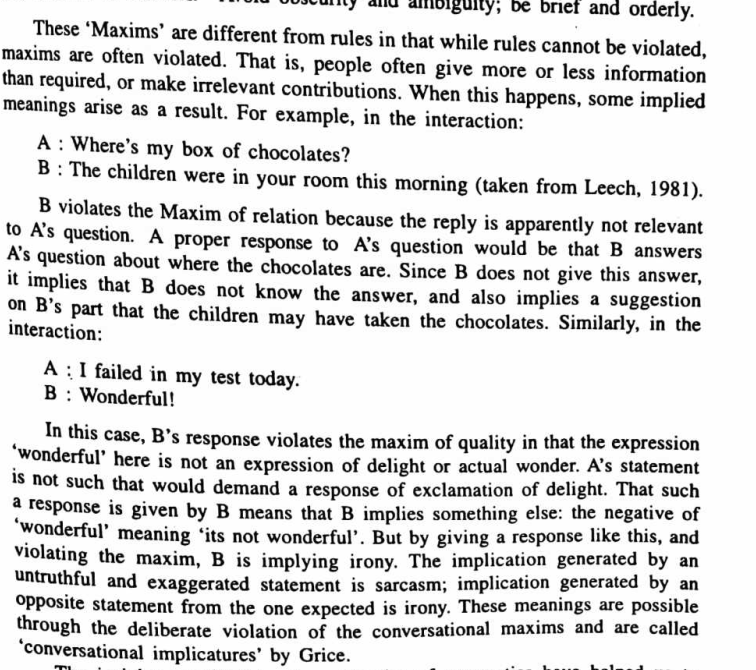 ambiguity; be brief and orderly.
These ‘Maxims’ are different from rules in that while rules cannot be violated,
maxims are often violated. That is, people often give more or less information
than required, or make irrelevant contributions. When this happens, some implied
meanings arise as a result. For example, in the interaction:
A : Where's my box of chocolates?
B : The children were in your room this morning (taken from Leech, 1981).
B violates the Maxim of relation because the reply is apparently not relevant
to A's question. A proper response to A's question would be that B answers
A's question about where the chocolates are. Since B does not give this answer,
it implies that B does not know the answer, and also implies a suggestion
on B's part that the children may have taken the chocolates. Similarly, in the
interaction:
A : I failed in my test today.
B : Wonderful!
In this case, B's response violates the maxim of quality in that the expression
‘wonderful’ here is not an expression of delight or actual wonder. A's statement
is not such that would demand a response of exclamation of delight. That such
a response is given by B means that B implies something else: the negative of
‘wonderful’ meaning ‘its not wonderful’. But by giving a response like this, and
violating the maxim, B is implying irony. The implication generated by an
untruthful and exaggerated statement is sarcasm; implication generated by an
opposite statement from the one expected is irony. These meanings are possible
through the deliberate violation of the conversational maxims and are called
‘conversational implicatures’ by Grice.